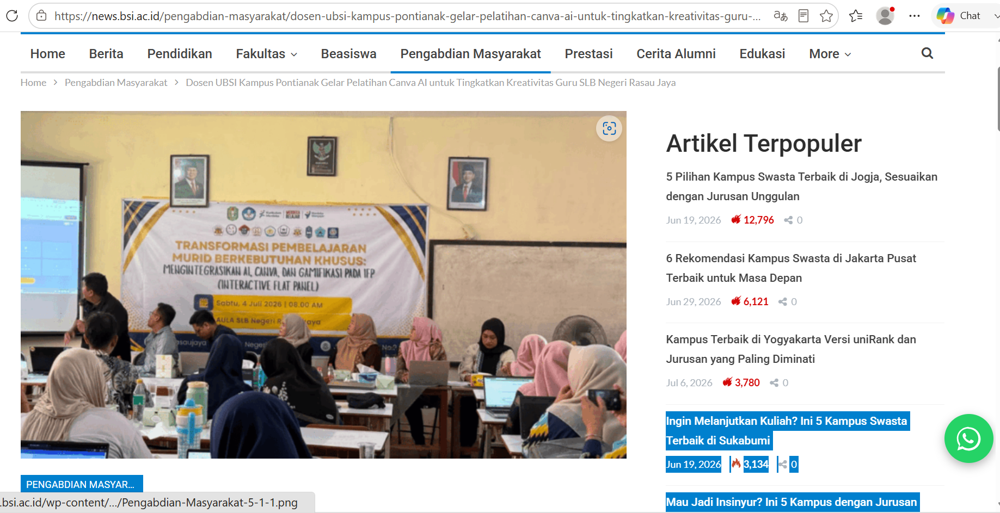 https://news.bsi.ac.id/pengabdian-masyarakat/dosen-ubsi-kampus-pontianak-gelar-pelatihan-canva-ai-untuk-tingkatkan-kreativitas-guru-...
Chat
Home
Berita
Pendidikan
Fakultas
Beasiswa
Pengabdian Masyarakat
Prestasi
Cerita Alumni
Edukasi
More
Home > Pengabdian Masyarakat > Dosen UBSI Kampus Pontianak Gelar Pelatihan Canva AI untuk Tingkatkan Kreativitas Guru SLB Negeri Rasau Jaya
TRANSFORMASI PEMBELAJARAN
MURID BERKEBUTUHAN KHUSUS:
MENGINTEGRASIKAN AI, CANVA, DAN GAMIFIKASI PADA IFP
(INTERACTIVE FLAT PANEL)
Sabtu, 4 Juli 2026 | 08.00 AM
AULA SLB Negeri
PENGABDIAN MASYAR...
.bsi.ac.id/wp-content/.../Pengabdian-Masyarakat-5-1-1.png
Artikel Terpopuler
5 Pilihan Kampus Swasta Terbaik di Jogja, Sesuaikan
dengan Jurusan Unggulan
Jun 19, 2026 12,796 0
6 Rekomendasi Kampus Swasta di Jakarta Pusat
Terbaik untuk Masa Depan
Jun 29, 2026 6,121 0
Kampus Terbaik di Yogyakarta Versi uniRank dan
Jurusan yang Paling Diminati
Jul 6, 2026 3,780 0
Ingin Melanjutkan Kuliah? Ini 5 Kampus Swasta
Terbaik di Sukabumi
Jun 19, 2026 3,134 0
Mau Jadi Insinyur? Ini 5 Kampus dengan Jurusan